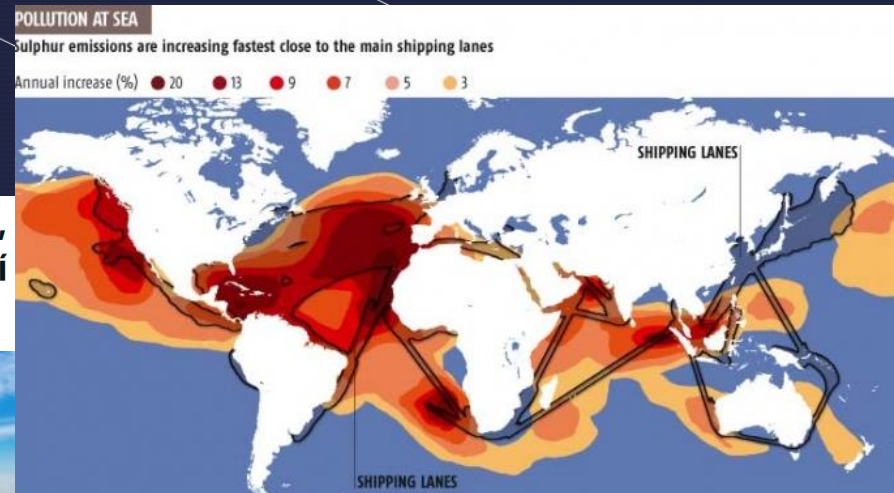 POLLUTION AT SEA
Sulphur emissions are increasing fastest close to the main shipping lanes
Annual increase (%) 20 13 9 7 5 3
SHIPPING LANES
í
SHIPPING LANES